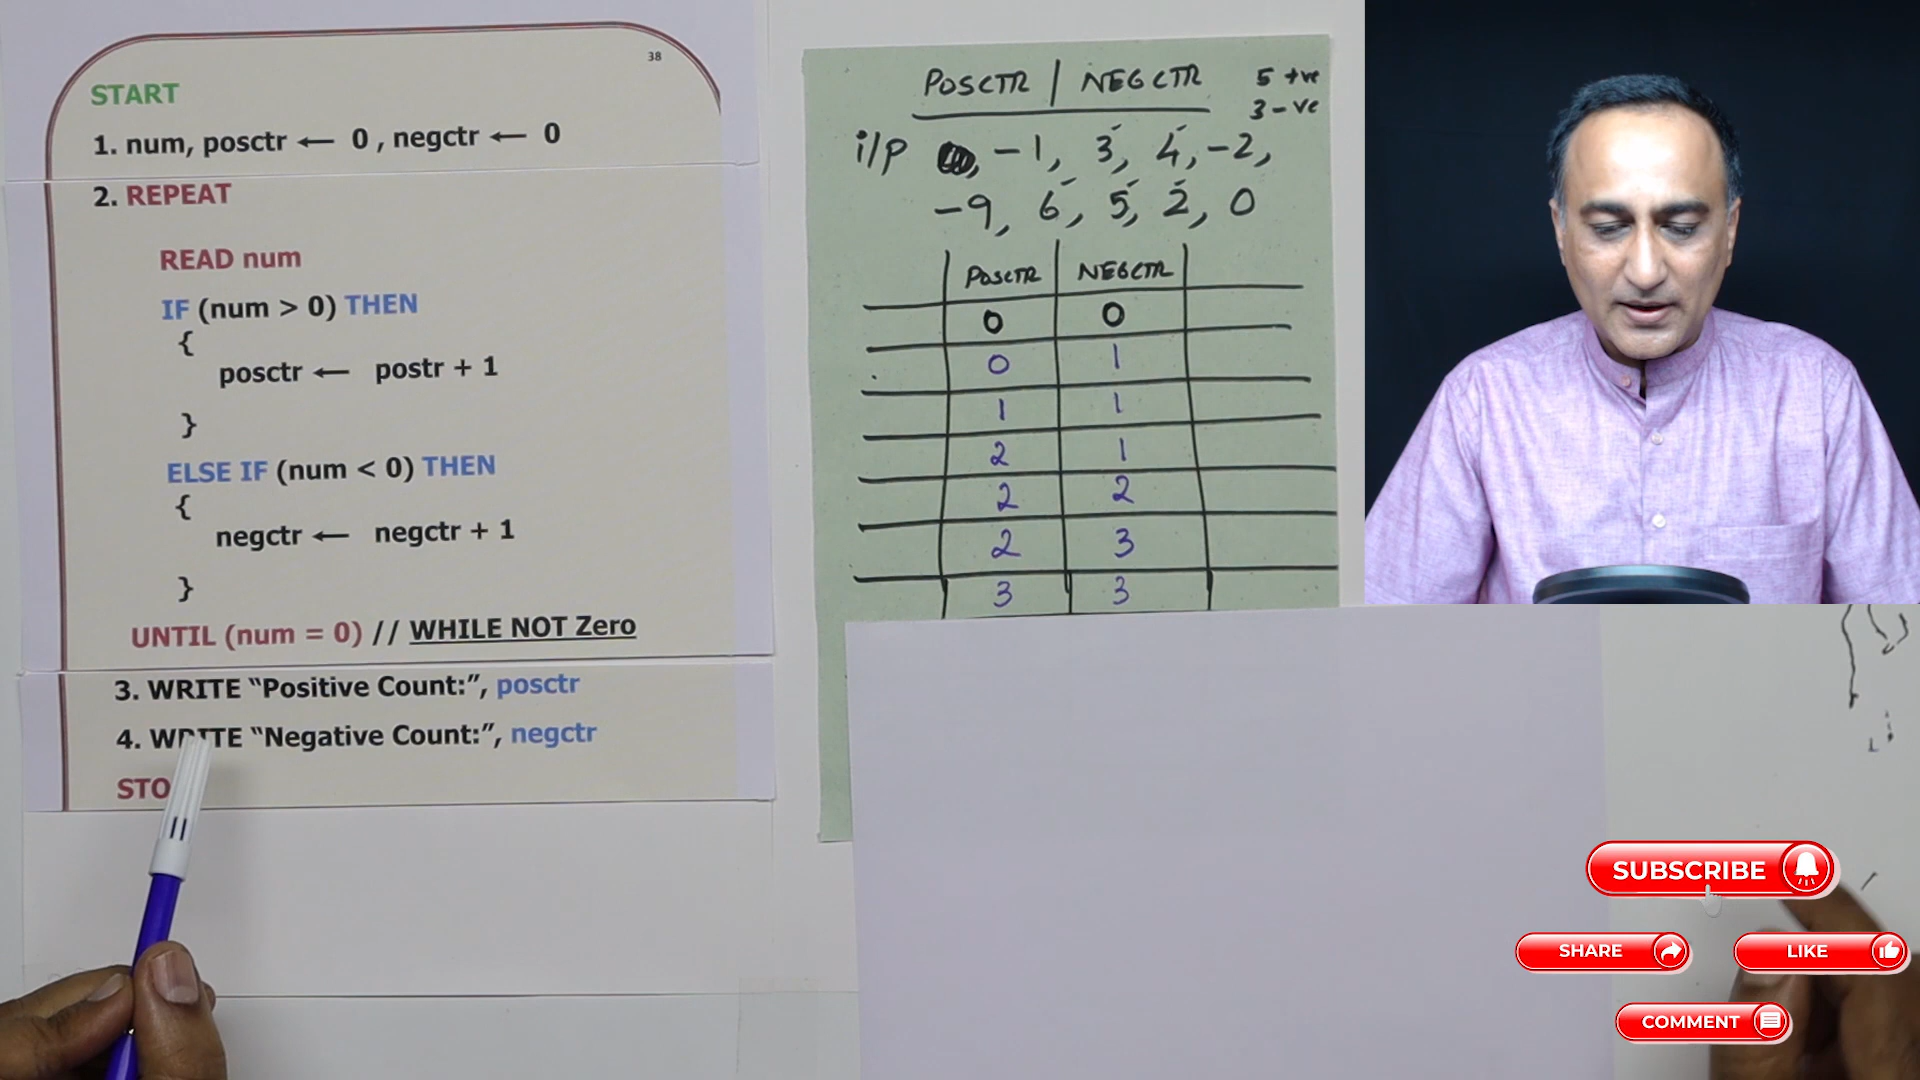 38
START
1. num, posctr ← 0 , negctr ← 0
2. REPEAT
READ num
IF (num > 0) THEN
{
posctr ← postr + 1
}
ELSE IF (num < 0) THEN
{
negctr ← negctr + 1
}
UNTIL (num = 0) // WHILE NOT Zero
3. WRITE “Positive Count:”, posctr
4. WRITE “Negative Count:”, negctr
STO
POSCTR | NEGCTR
5 +ve
3 -ve
i/p , -1, 3, 4, -2,
-9, 6, 5, 2, 0
POSCTR NEGCTR
0 0
0 1
1 1
2 1
2 2
2 3
3 3
SUBSCRIBE
SHARE LIKE
COMMENT